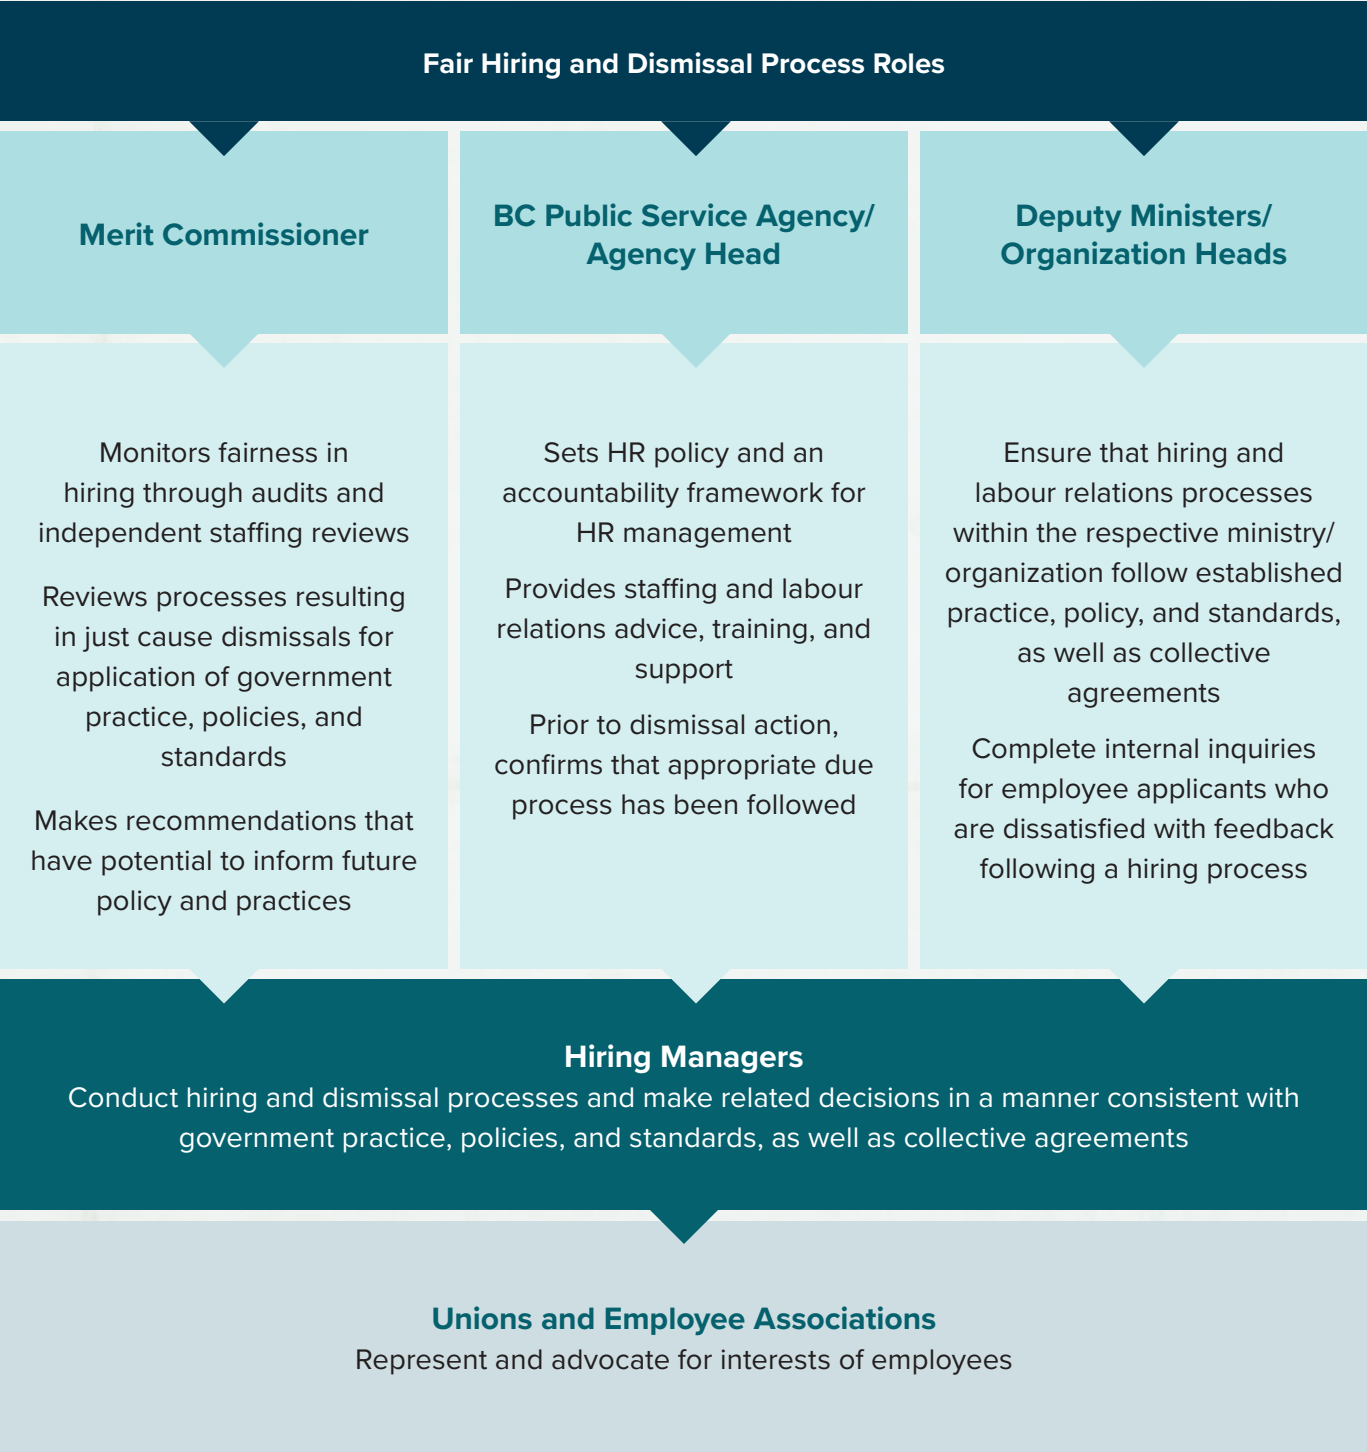 Fair Hiring and Dismissal Process Roles
Merit Commissioner
Monitors fairness in
hiring through audits and
independent staffing reviews
Reviews processes resulting
in just cause dismissals for
application of government
practice, policies, and
standards
Makes recommendations that
have potential to inform future
policy and practices
BC Public Service Agency/
Agency Head
Sets HR policy and an
accountability framework for
HR management
Provides staffing and labour
relations advice, training, and
support
Prior to dismissal action,
confirms that appropriate due
process has been followed
Deputy Ministers/
Organization Heads
Ensure that hiring and
labour relations processes
within the respective ministry/
organization follow established
practice, policy, and standards,
as well as collective
agreements
Complete internal inquiries
for employee applicants who
are dissatisfied with feedback
following a hiring process
Hiring Managers
Conduct hiring and dismissal processes and make related decisions in a manner consistent with
government practice, policies, and standards, as well as collective agreements
Unions and Employee Associations
Represent and advocate for interests of employees